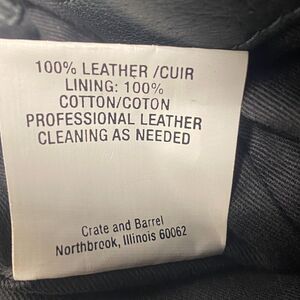 100% LEATHER /CUIR
LINING: 100%
COTTON/COTON
PROFESSIONAL LEATHER
CLEANING AS NEEDED
Crate and Barrel
Northbrook, Illinois 60062